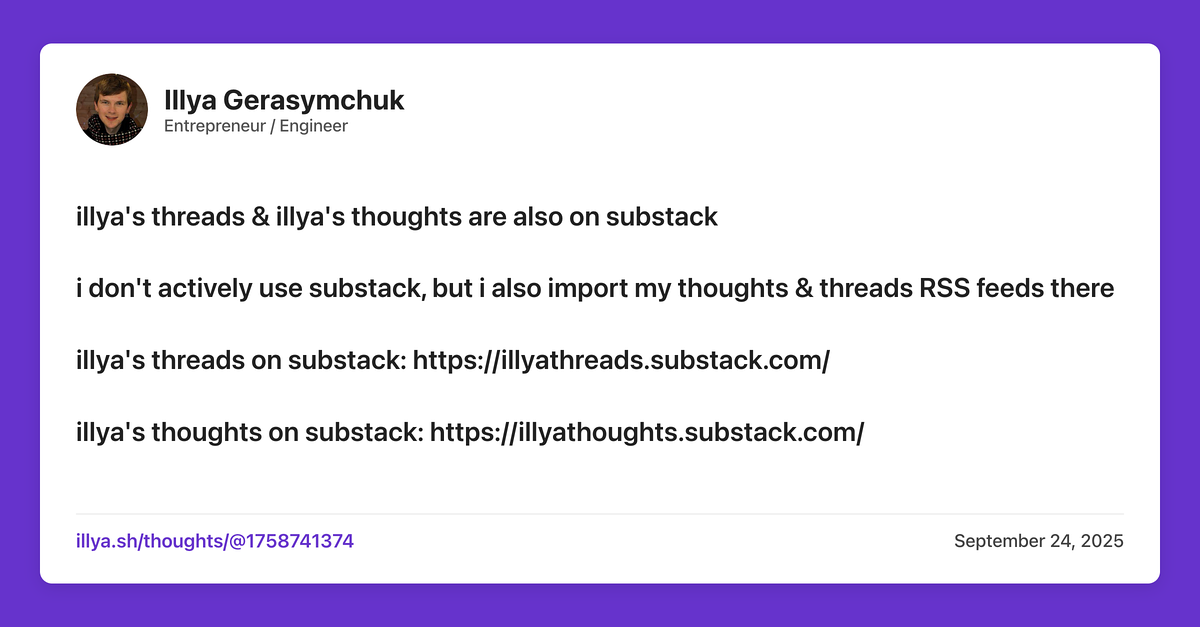 Illya Gerasymchuk
Entrepreneur / Engineer
illya's threads & illya's thoughts are also on substack
i don't actively use substack, but i also import my thoughts & threads RSS feeds there
illya's threads on substack: https://illyathreads.substack.com/
illya's thoughts on substack: https://illyathoughts.substack.com/
illya.sh/thoughts/@1758741374
September 24, 2025